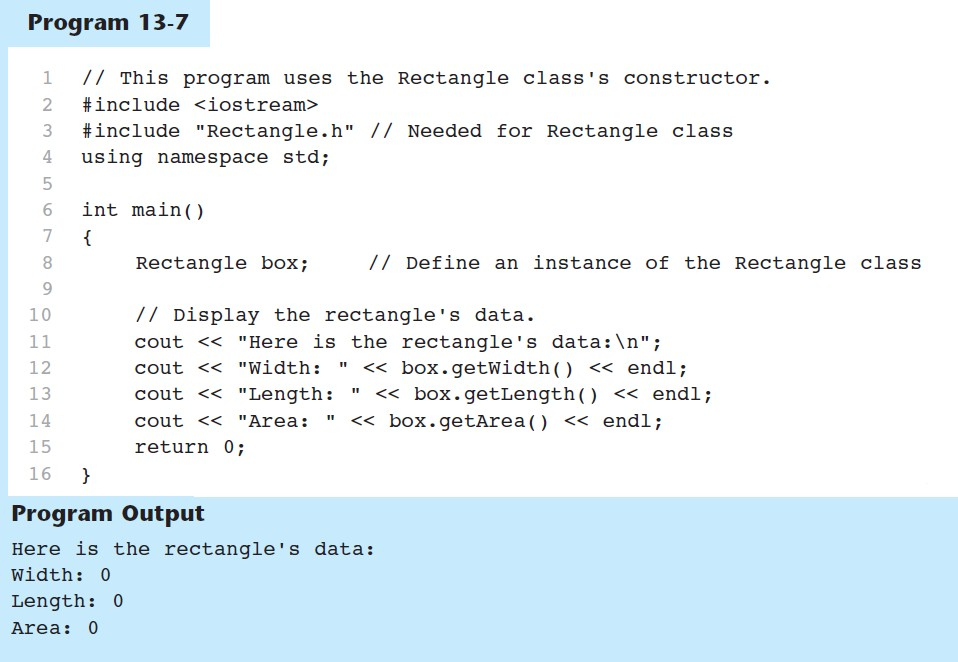 Program 13-7
1 // This program uses the Rectangle class's constructor.
2 #include <iostream>
3 #include "Rectangle.h" // Needed for Rectangle class
4 using namespace std;
5
6 int main()
7 {
8 Rectangle box; // Define an instance of the Rectangle class
9
10 // Display the rectangle's data.
11 cout << "Here is the rectangle's data:\n";
12 cout << "Width: " << box.getWidth() << endl;
13 cout << "Length: " << box.getLength() << endl;
14 cout << "Area: " << box.getArea() << endl;
15 return 0;
16 }
Program Output
Here is the rectangle's data:
Width: 0
Length: 0
Area: 0